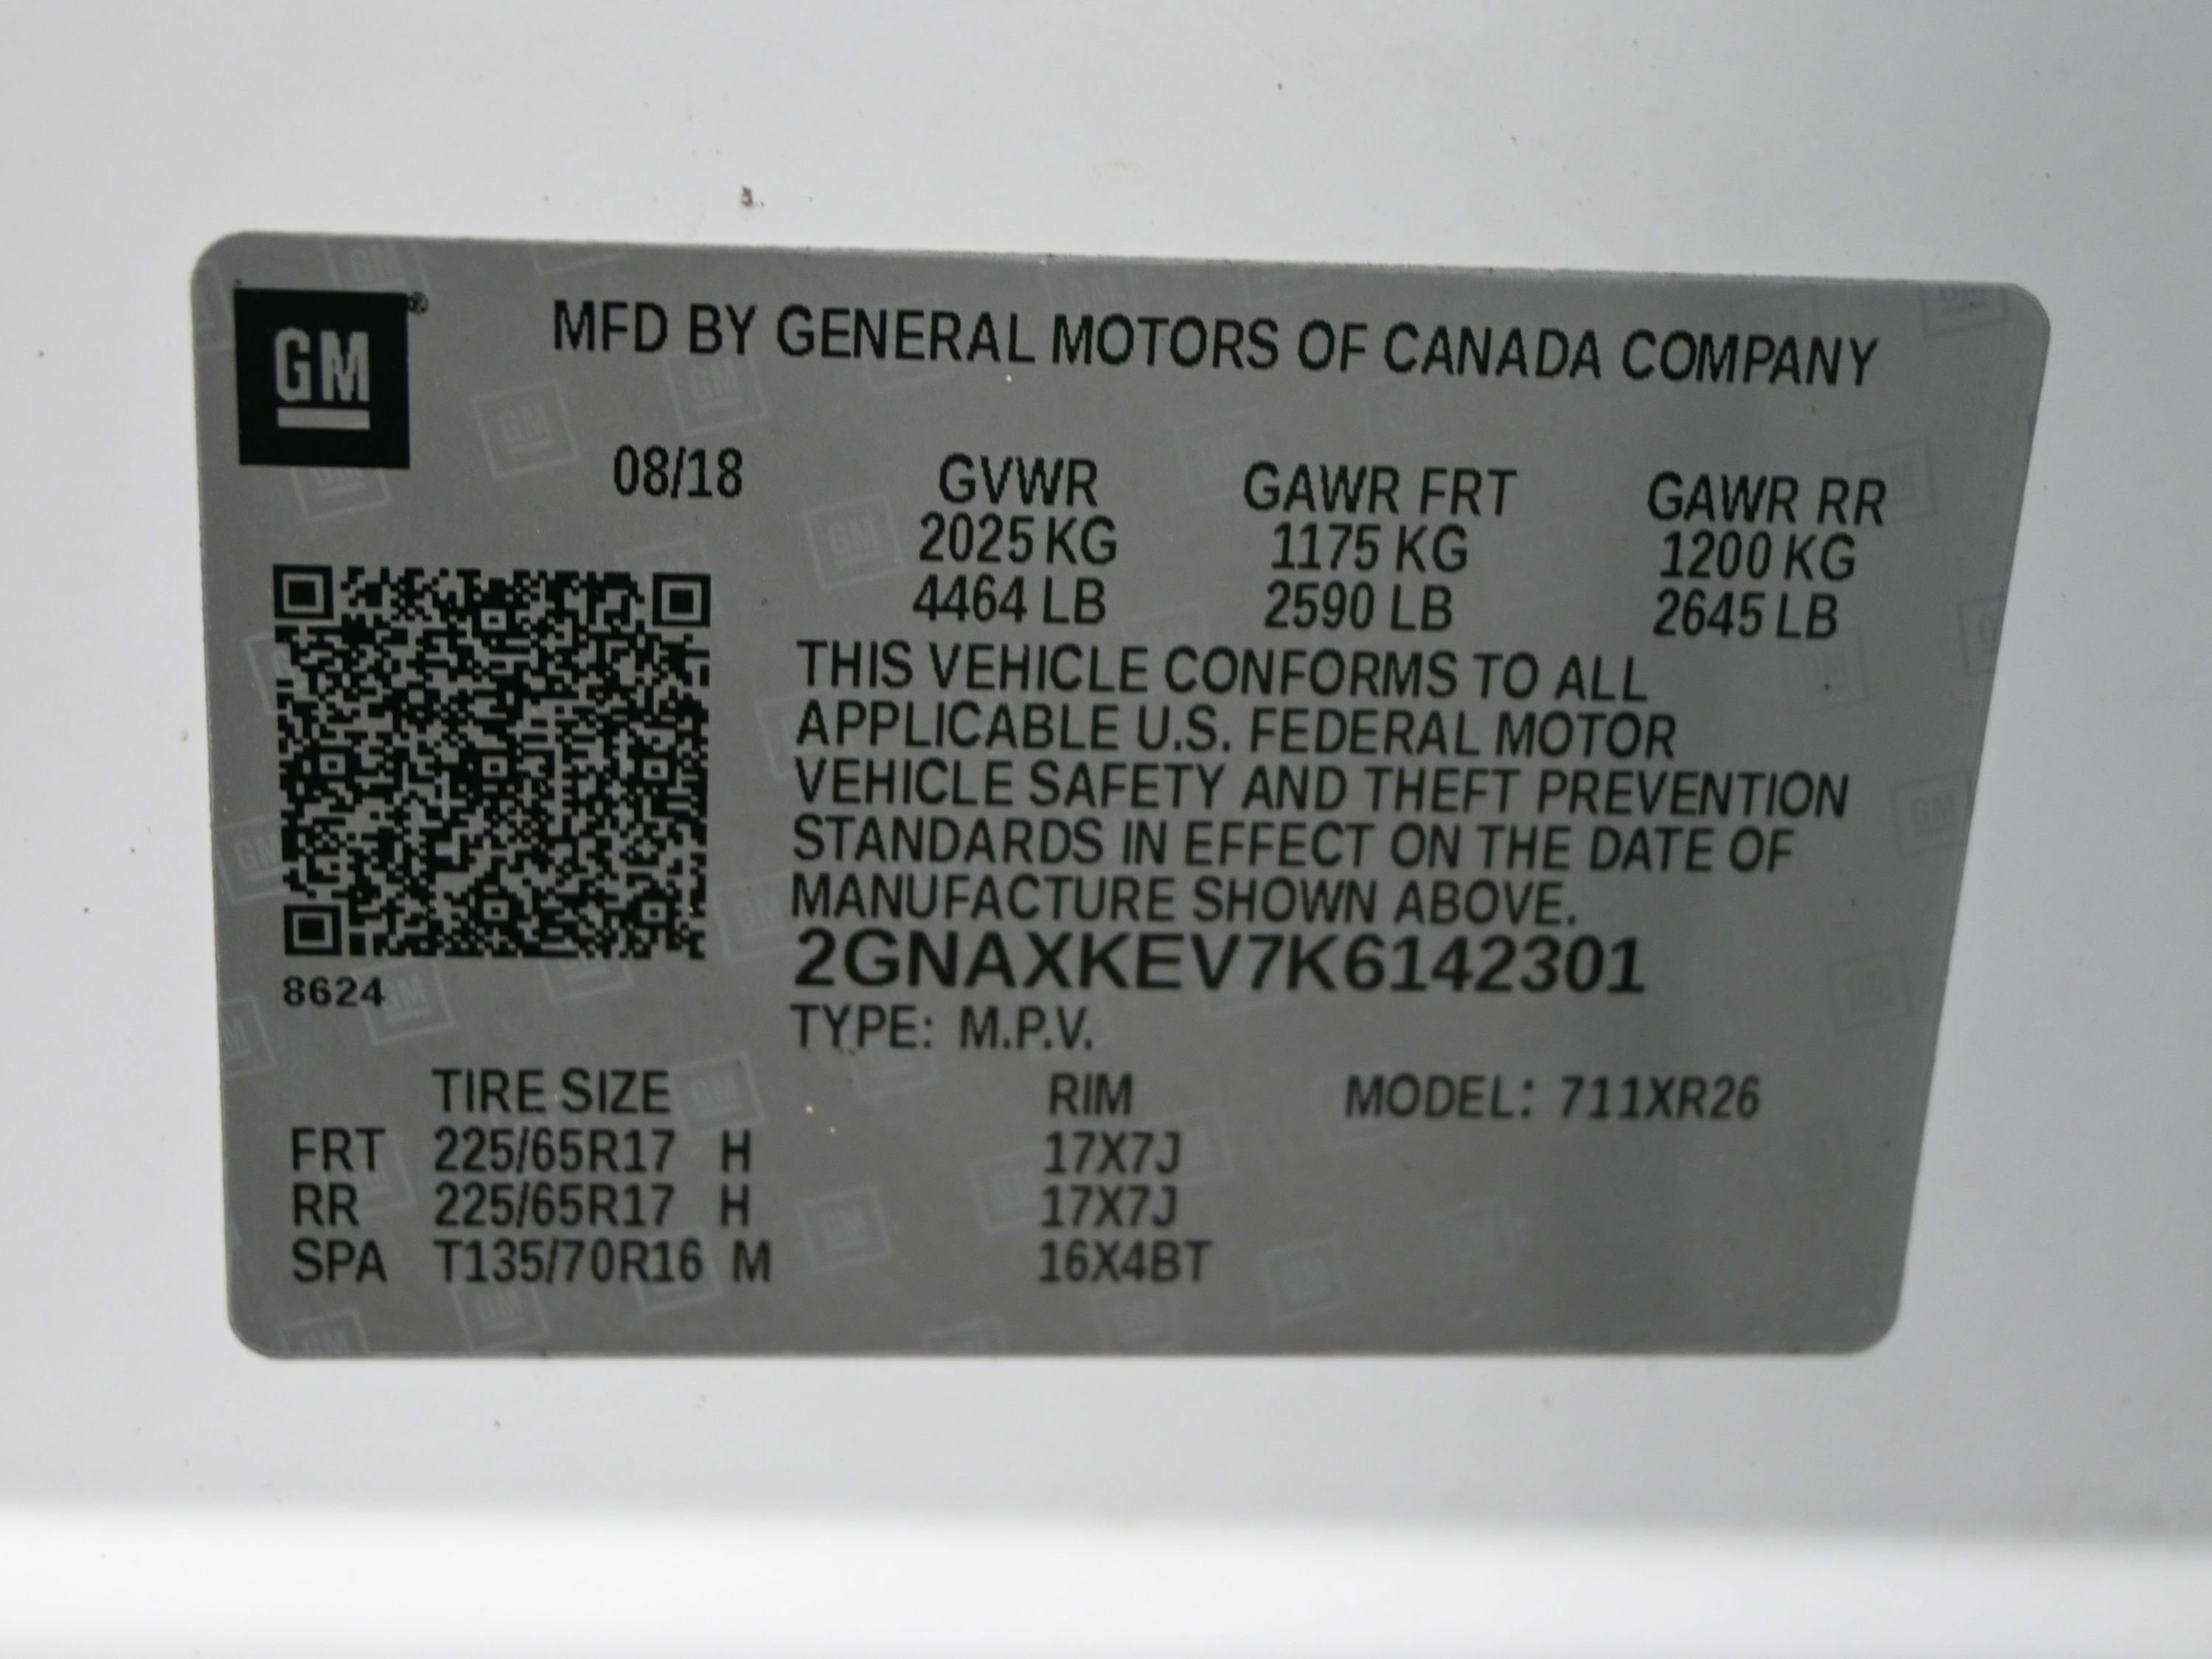 GM ®
MFD BY GENERAL MOTORS OF CANADA COMPANY
08/18 GVWR GAWR FRT GAWR RR
2025 KG 1175 KG 1200 KG
4464 LB 2590 LB 2645 LB
THIS VEHICLE CONFORMS TO ALL
APPLICABLE U.S. FEDERAL MOTOR
VEHICLE SAFETY AND THEFT PREVENTION
STANDARDS IN EFFECT ON THE DATE OF
MANUFACTURE SHOWN ABOVE.
2GNAXKEV7K6142301
8624
TYPE: M.P.V.
TIRE SIZE RIM MODEL: 711XR26
FRT 225/65R17 H 17X7J
RR 225/65R17 H 17X7J
SPA T135/70R16 M 16X4BT